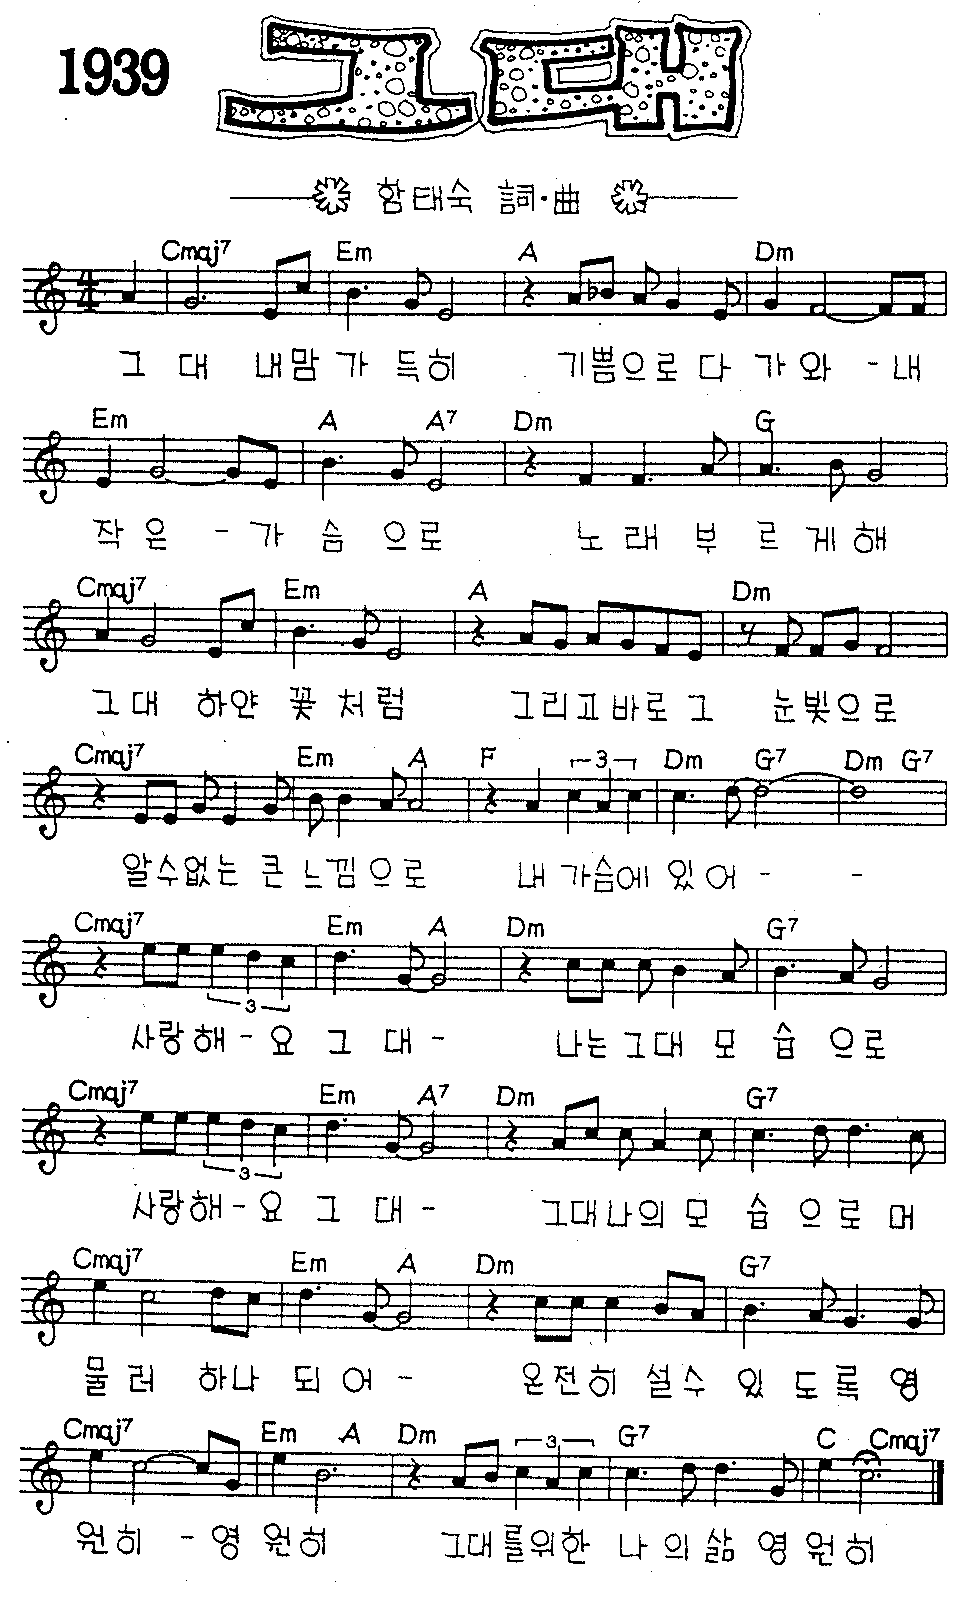 1939
그대
함태숙 詞·曲
Cmaj7 Em A Dm
그 대 내맘 가 득히 기쁨으로 다 가 와 - 내
Em A A7 Dm G
작 은 - 가 슴 으 로 노 래 부 르 게 해
Cmaj7 Em A Dm
그 대 하얀 꽃 처 럼 그리고바로 그 눈빛으로
Cmaj7 Em A F 3 Dm G7 Dm G7
알수없는 큰 느낌으로 내 가슴에 있 어 - -
Cmaj7 3 Em A Dm G7
사랑해 - 요 그 대 - 나는그대 모 습 으로
Cmaj7 3 Em A7 Dm G7
사랑해 - 요 그 대 - 그대나의 모 습 으 로 머
Cmaj7 Em A Dm G7
물 러 하나 되 어 - 온전히 설수 있 도 록 영
Cmaj7 Em A Dm 3 G7 C Cmaj7
원 히 - 영 원 히 그대를위한 나 의 삶 영 원 히